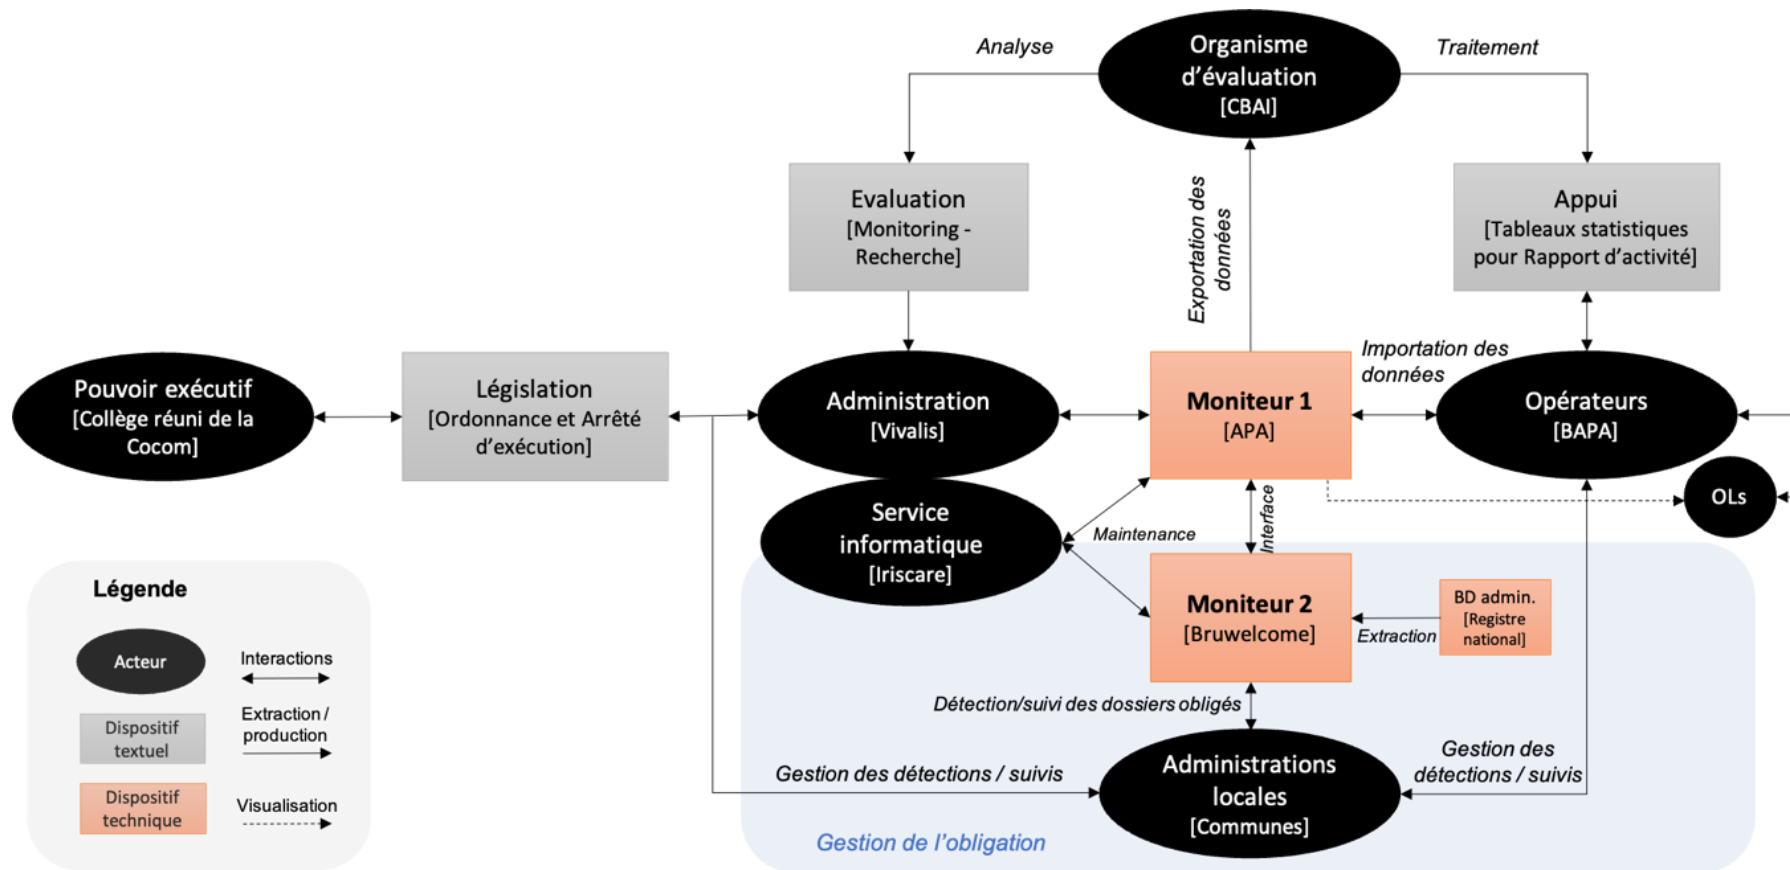 Analyse
Organisme
d’évaluation
[CBAI]
Traitement
Evaluation
[Monitoring -
Recherche]
Exportation des
données
Appui
[Tableaux statistiques
pour Rapport d’activité]
Pouvoir exécutif
[Collège réuni de la
Cocom]
Législation
[Ordonnance et Arrêté
d’exécution]
Administration
[Vivalis]
Moniteur 1
[APA]
Importation des
données
Opérateurs
[BAPA]
OLs
Service
informatique
[Iriscare]
Maintenance
Interface
Moniteur 2
[Bruwelcome]
Extraction
BD admin.
[Registre
national]
Détection/suivi des dossiers obligés
Gestion des détections / suivis
Administrations
locales
[Communes]
Gestion des
détections / suivis
Gestion de l’obligation
Légende
Acteur
Interactions
Dispositif
textuel
Extraction /
production
Dispositif
technique
Visualisation